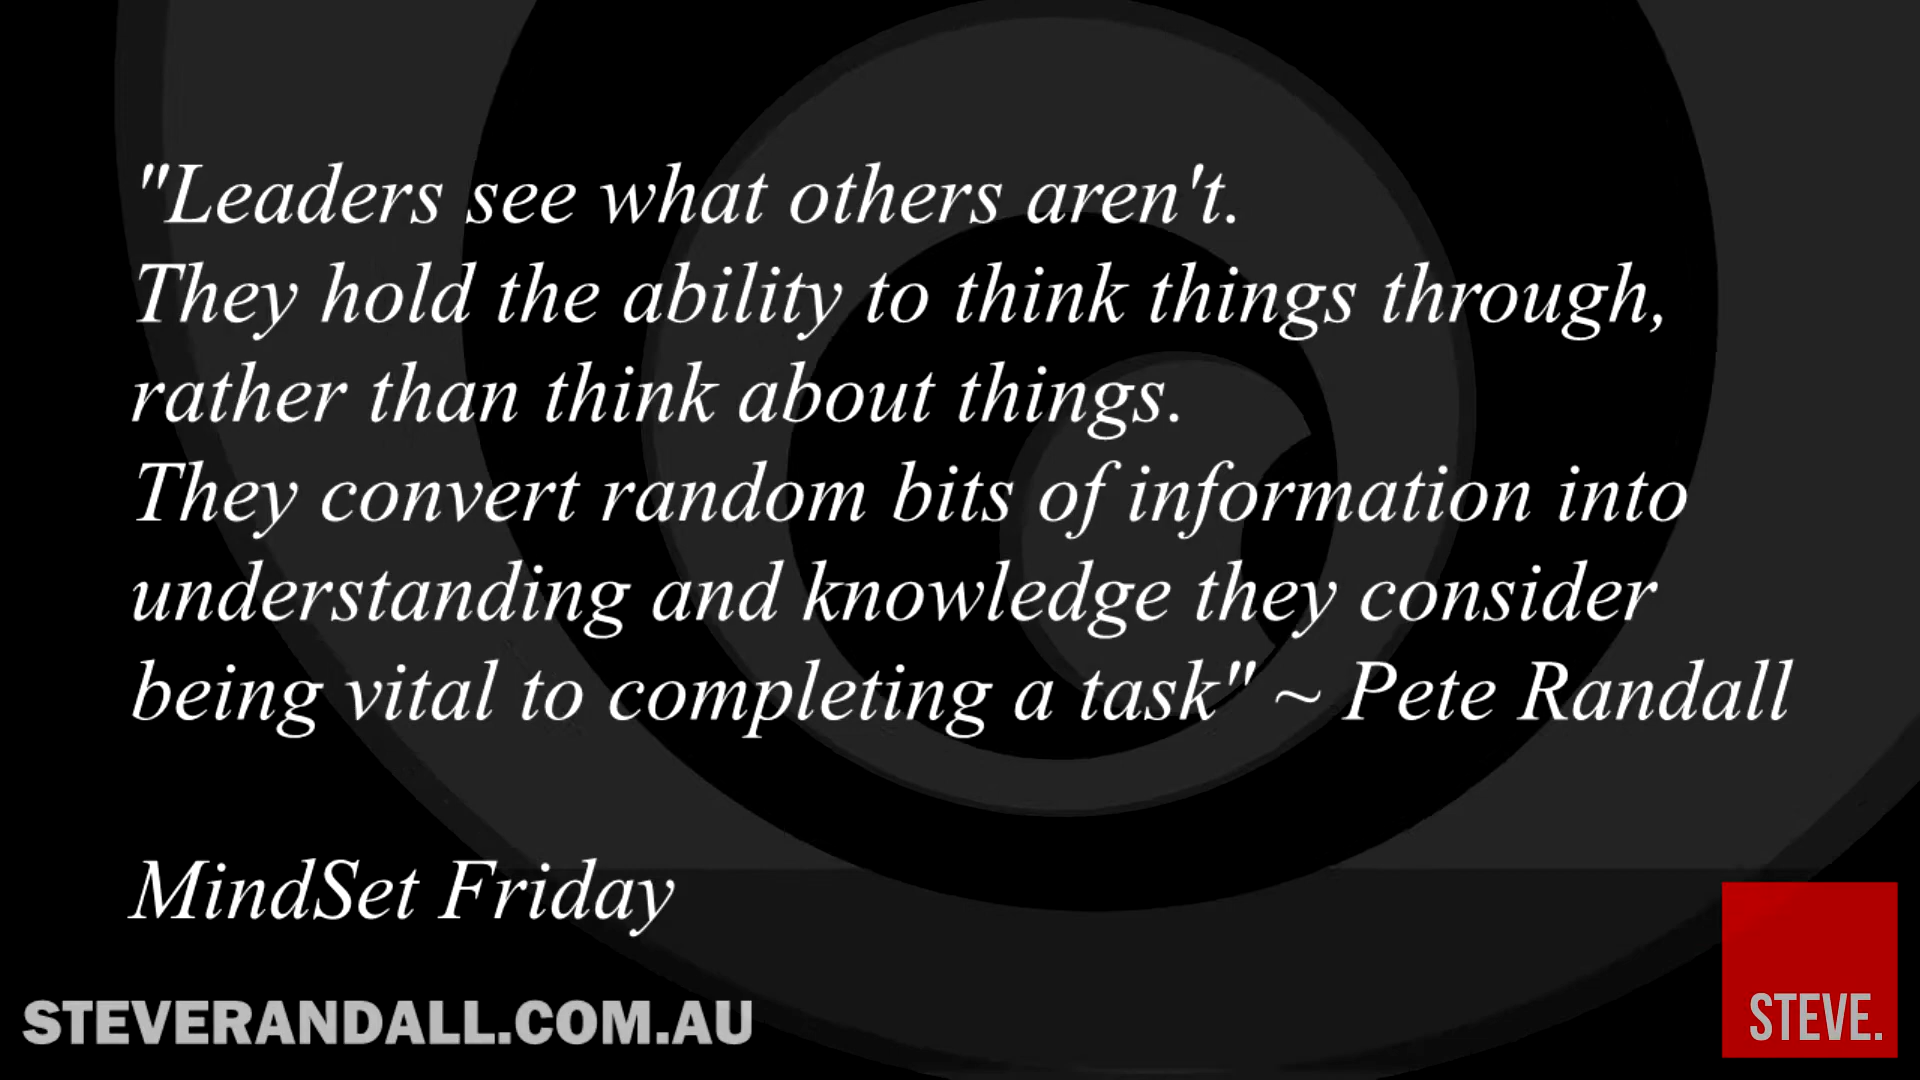 "Leaders see what others aren't.
They hold the ability to think things through,
rather than think about things.
They convert random bits of information into
understanding and knowledge they consider
being vital to completing a task" ~ Pete Randall
MindSet Friday
STEVERANDALL.COM.AU
STEVE.